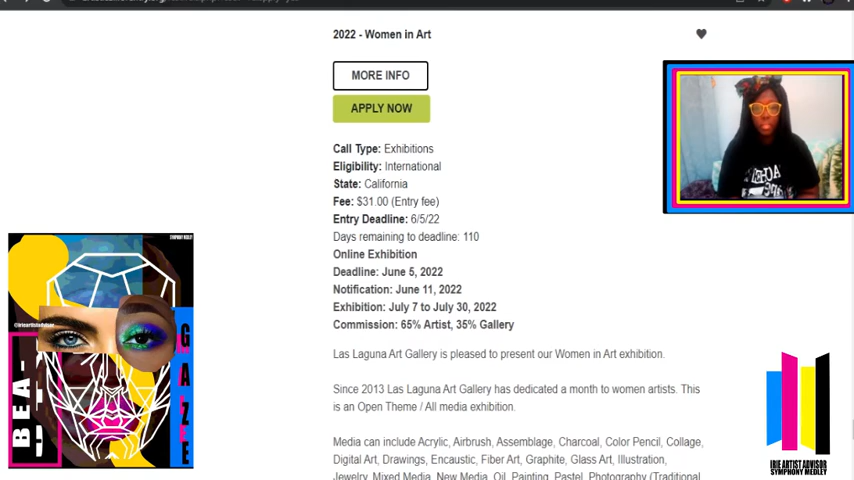 2022 - Women in Art
MORE INFO
APPLY NOW
Call Type: Exhibitions
Eligibility: International
State: California
Fee: $31.00 (Entry fee)
Entry Deadline: 6/5/22
Days remaining to deadline: 110
Online Exhibition
Deadline: June 5, 2022
Notification: June 11, 2022
Exhibition: July 7 to July 30, 2022
Commission: 65% Artist, 35% Gallery
Las Laguna Art Gallery is pleased to present our Women in Art exhibition.
Since 2013 Las Laguna Art Gallery has dedicated a month to women artists. This
is an Open Theme / All media exhibition.
Media can include Acrylic, Airbrush, Assemblage, Charcoal, Color Pencil, Collage,
Digital Art, Drawings, Encaustic, Fiber Art, Graphite, Glass Art, Illustration,
Jewelry, Mixed Media, New Media, Oil, Painting, Pastel, Photography (Traditional
SYMPHONY MEDLEY
@irieartistadvisor
BEA-
GAZE
IRIE ARTIST ADVISOR
SYMPHONY MEDLEY